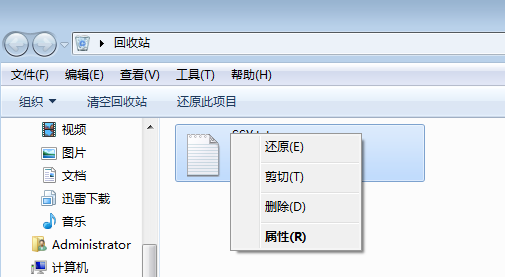 回收站
文件(F) 编辑(E) 查看(V) 工具(T) 帮助(H)
组织 清空回收站 还原此项目
视频
图片
文档
迅雷下载
音乐
Administrator
计算机
还原(E)
剪切(T)
删除(D)
属性(R)